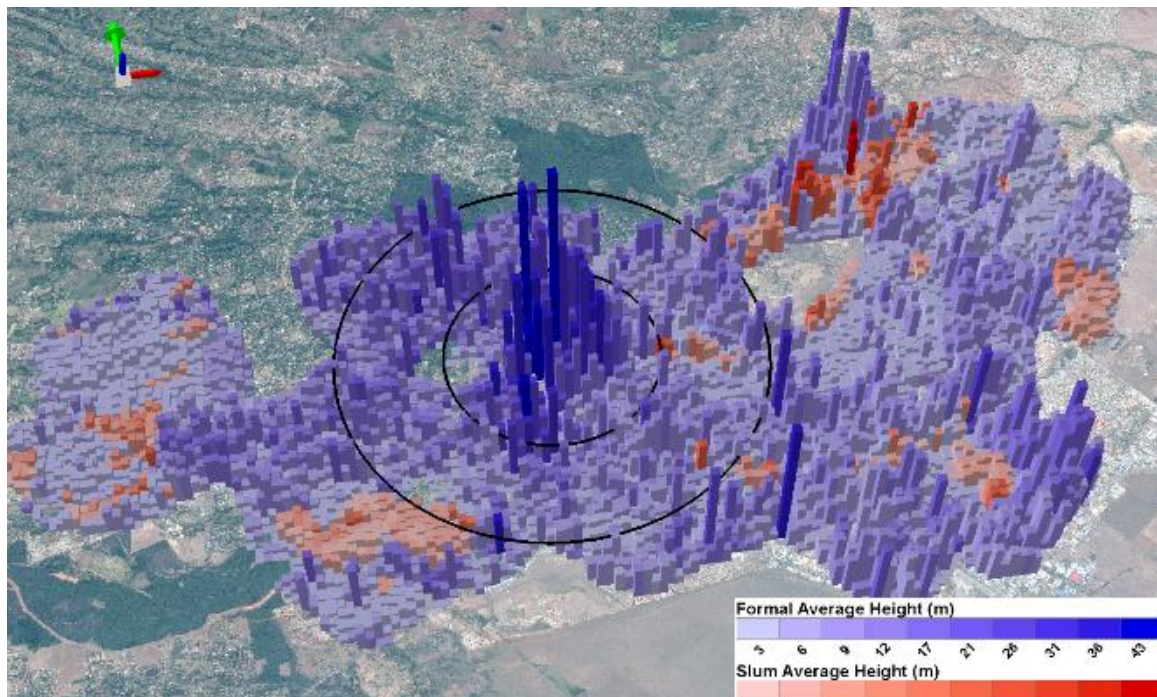 Formal Average Height (m)
3 6 9 12 17 21 26 31 36 43
Slum Average Height (m)